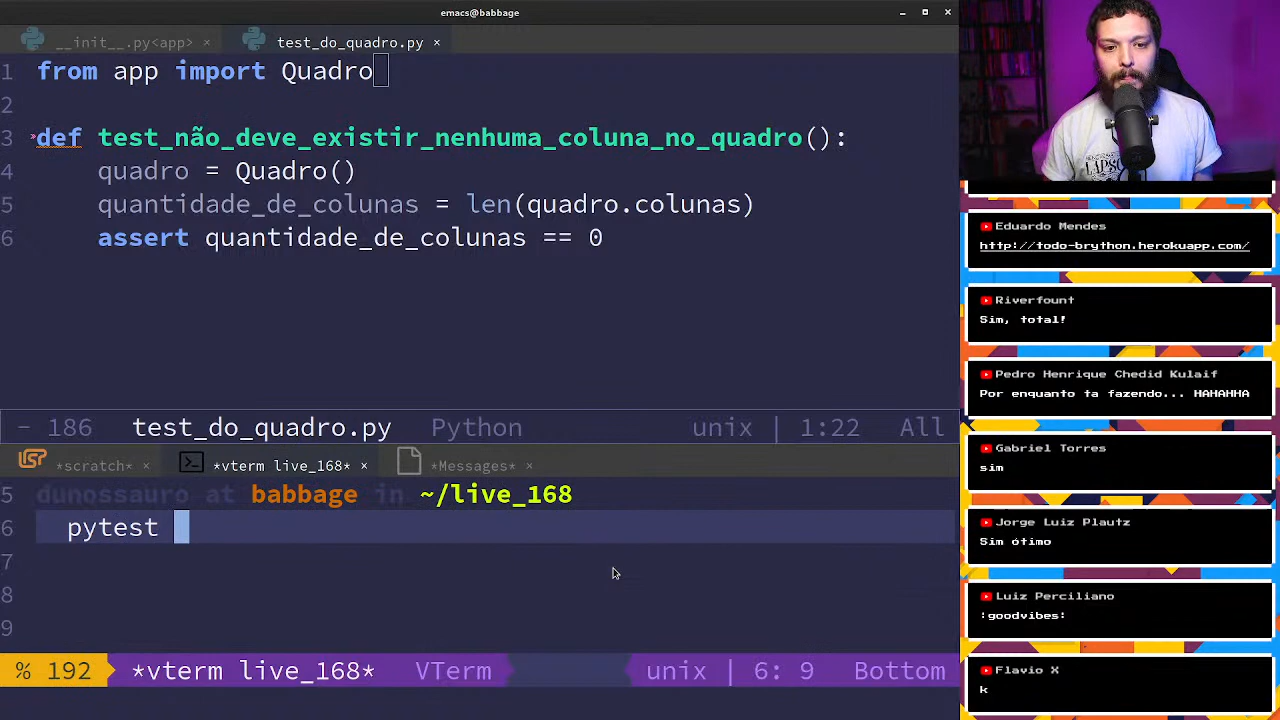 emacs@babbage
__init__.py<app> ×
test_do_quadro.py ×
1 from app import Quadro
2
3 def test_não_deve_existir_nenhuma_coluna_no_quadro():
4 quadro = Quadro()
5 quantidade_de_colunas = len(quadro.colunas)
6 assert quantidade_de_colunas == 0
- 186 test_do_quadro.py Python unix | 1:22 All
*scratch* × *vterm live_168* × *Messages* ×
5 dunossauro at babbage in ~/live_168
6 pytest
7
8
9
% 192 *vterm live_168* VTerm unix | 6: 9 Bottom
Eduardo Mendes
http://todo-brython.herokuapp.com/
Riverfount
Sim, total!
Pedro Henrique Chedid Kulaif
Por enquanto ta fazendo... HAHAHHA
Gabriel Torres
sim
Jorge Luiz Plautz
Sim ótimo
Luiz Perciliano
:goodvibes:
Flavio X
k